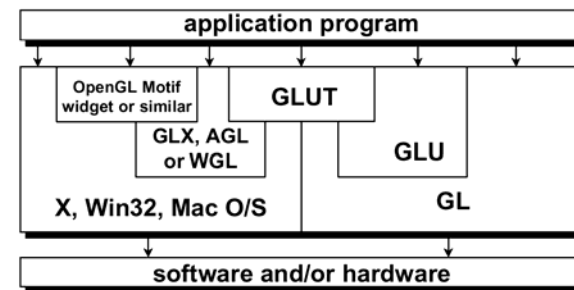 application program
OpenGL Motif
widget or similar
GLUT
GLX, AGL
or WGL
GLU
X, Win32, Mac O/S
GL
software and/or hardware